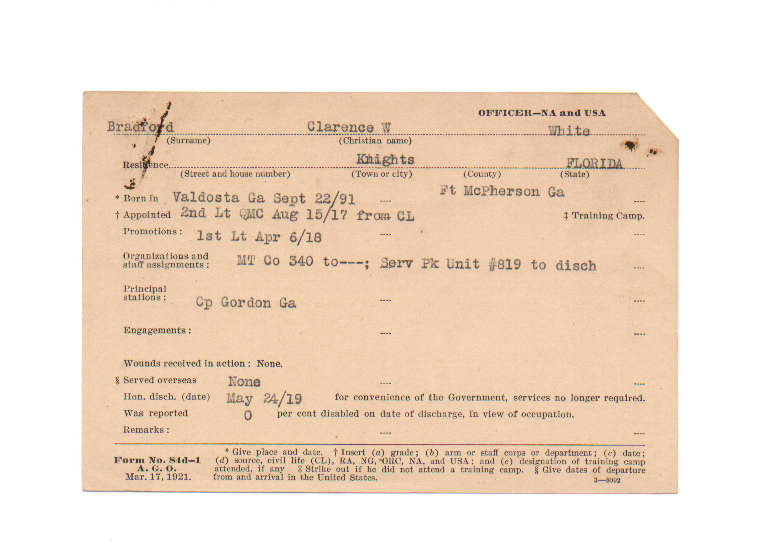 OFFICER—NA and USA
Bradford Clarence W White
(Surname) (Christian name)
Residence Knights FLORIDA
(Street and house number) (Town or city) (County) (State)
* Born in Valdosta Ga Sept 22/91 .... Ft McPherson Ga
† Appointed 2nd Lt QMC Aug 15/17 from CL ‡ Training Camp.
Promotions: 1st Lt Apr 6/18 .... ....
Organizations and
staff assignments: MT Co 340 to---; Serv Pk Unit #819 to disch ....
Principal
stations: Cp Gordon Ga .... ....
Engagements: .... ....
Wounds received in action: None.
§ Served overseas None .... ....
Hon. disch. (date) May 24/19 for convenience of the Government, services no longer required.
Was reported 0 per cent disabled on date of discharge, in view of occupation.
Remarks: .... ....
* Give place and date. † Insert (a) grade; (b) arm or staff corps or department; (c) date;
Form No. 84d-1 (d) source, civil life (CL), RA, NG, ORC, NA, and USA; and (e) designation of training camp
A. G. O. attended, if any ‡ Strike out if he did not attend a training camp. § Give dates of departure
Mar. 17, 1921. from and arrival in the United States. 3—5092